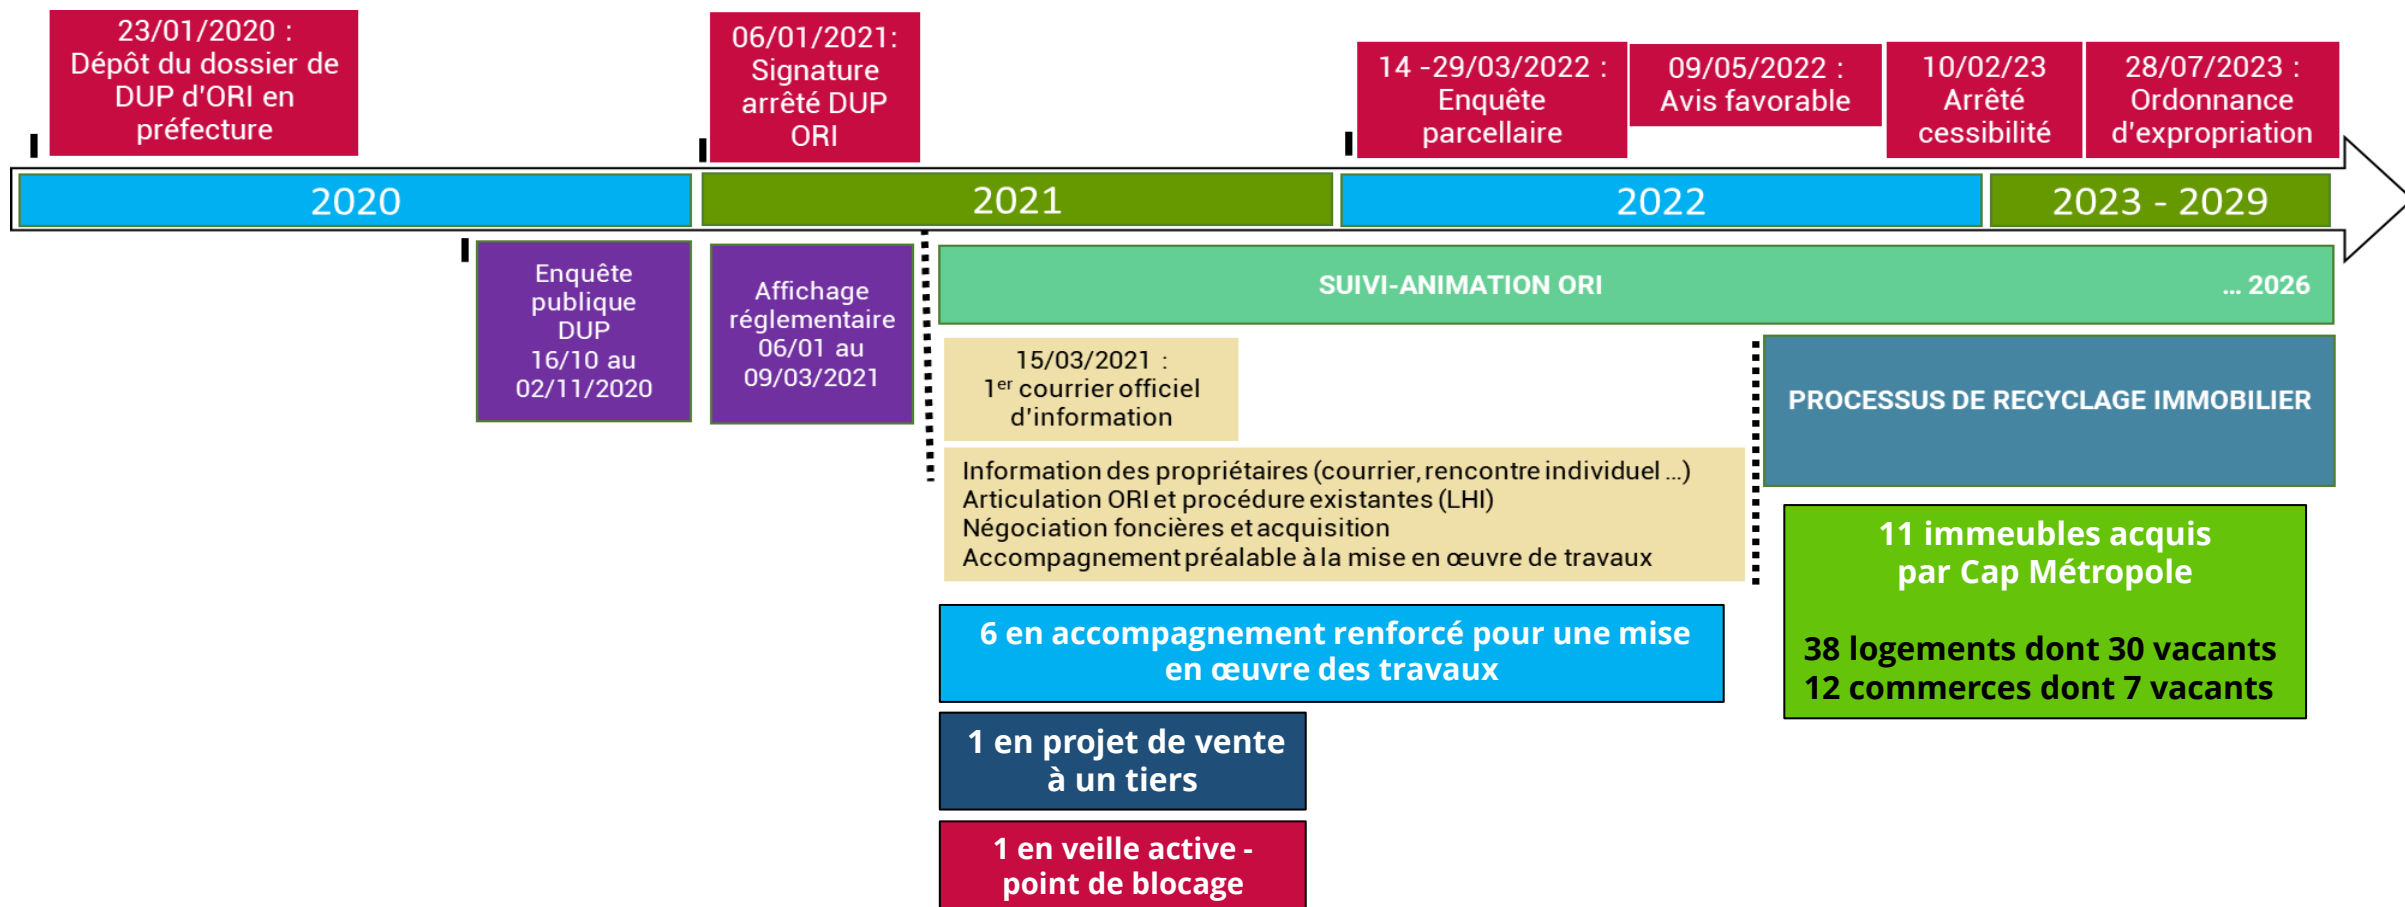 23/01/2020 :
Dépôt du dossier de
DUP d'ORI en
préfecture
06/01/2021:
Signature
arrêté DUP
ORI
14 -29/03/2022 :
Enquête
parcellaire
09/05/2022 :
Avis favorable
10/02/23
Arrêté
cessibilité
28/07/2023 :
Ordonnance
d'expropriation
2020
2021
2022
2023 - 2029
Enquête
publique
DUP
16/10 au
02/11/2020
Affichage
réglementaire
06/01 au
09/03/2021
SUIVI-ANIMATION ORI
... 2026
15/03/2021 :
1er courrier officiel
d'information
PROCESSUS DE RECYCLAGE IMMOBILIER
Information des propriétaires (courrier, rencontre individuel ...)
Articulation ORI et procédure existantes (LHI)
Négociation foncières et acquisition
Accompagnement préalable à la mise en œuvre de travaux
11 immeubles acquis
par Cap Métropole
38 logements dont 30 vacants
12 commerces dont 7 vacants
6 en accompagnement renforcé pour une mise
en œuvre des travaux
1 en projet de vente
à un tiers
1 en veille active -
point de blocage